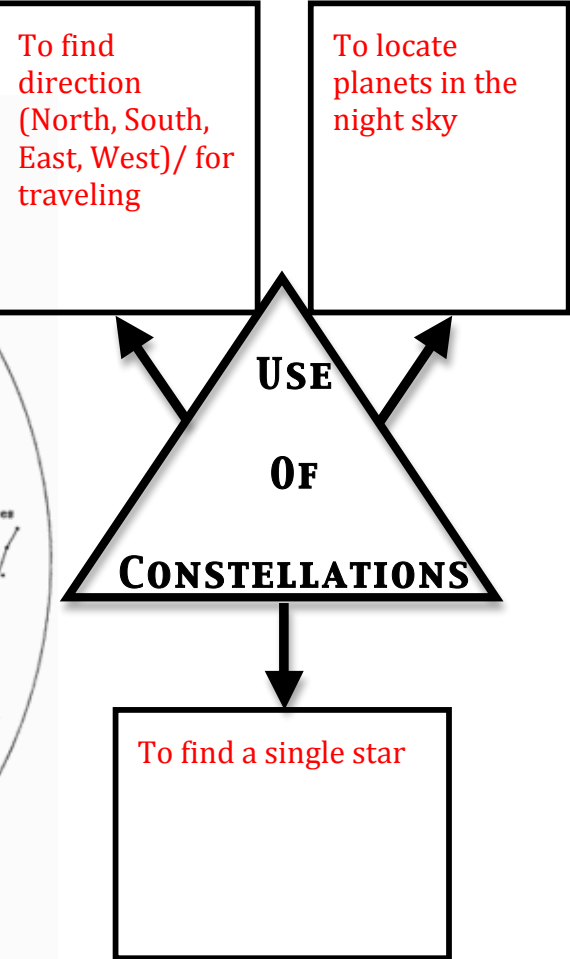 To find
direction
(North, South,
East, West)/ for
traveling
To locate
planets in the
night sky
USE
OF
CONSTELLATIONS
To find a single star